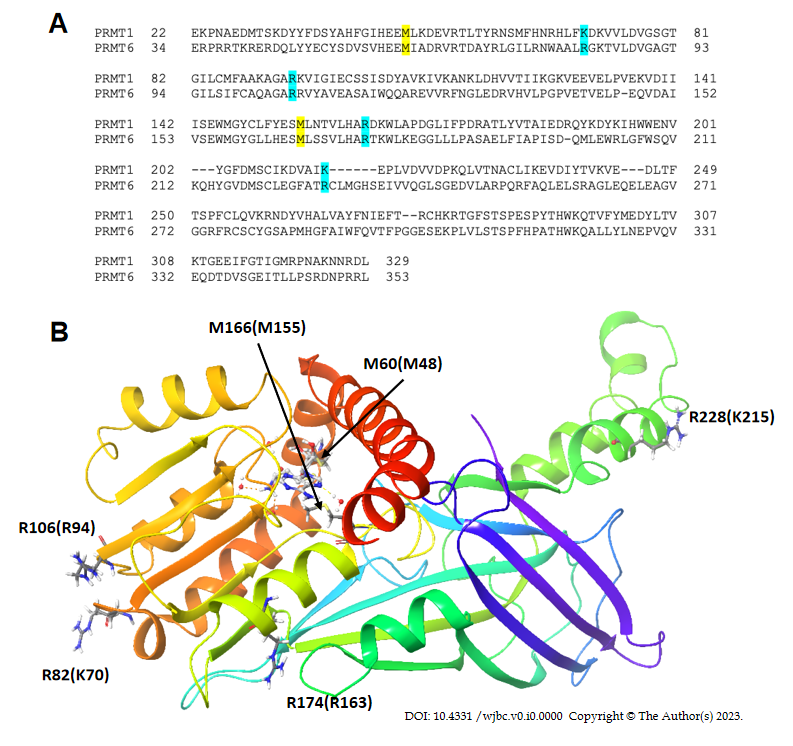 A
PRMT1 22 EKPNAEDMTSKDYYFDSYAHFGIHEEMLKDEVRTLTYRNSMFHNRHLFKDKVVLDVGSGT 81
PRMT6 34 ERPRRTKRERDQLYYECYSDVSVHEEMIADRVRTDAYRLGILRNWAALRGKTVLDVGAGT 93
PRMT1 82 GILCMFAAKAGARKVIGIECSSISDYAVKIVKANKLDHVVTIIKGKVEEVELPVEKVDII 141
PRMT6 94 GILSIFCAQAGARRVYAVEASAIWQQAREVVRFNGLEDRVHVLPGPVETVELP-EQVDAI 152
PRMT1 142 ISEWMGYCLFYESMLNTVLHARDKWLAPDGLIFPDRATLYVTAIEDRQYKDYKIHWWENV 201
PRMT6 153 VSEWMGYGLLHESMLSSVLHARTKWLKEGGLLLPASAELFIAPISD-QMLEWRLGFWSQV 211
PRMT1 202 ---YGFDMSCIKDVAIK------EPLVDVVDPKQLVTNACLIKEVDIYTVKVE---DLTF 249
PRMT6 212 KQHYGVDMSCLEGFATRCLMGHSEIVVQGLSGEDVLARPQRFAQLELSRAGLEQELEAGV 271
PRMT1 250 TSPFCLQVKRNDYVHALVAYFNIEFT--RCHKRTGFSTSPESPYTHWKQTVFYMEDYLTV 307
PRMT6 272 GGRFRCSCYGSAPMHGFAIWFQVTFPGGESEKPLVLSTSPFHPATHWKQALLYLNEPVQV 331
PRMT1 308 KTGEEIFGTIGMRPNAKNNRDL 329
PRMT6 332 EQDTDVSGEITLLPSRDNPRRL 353
B
M166(M155)
M60(M48)
R228(K215)
R106(R94)
R82(K70)
R174(R163)
DOI: 10.4331 /wjbc.v0.i0.0000 Copyright © The Author(s) 2023.